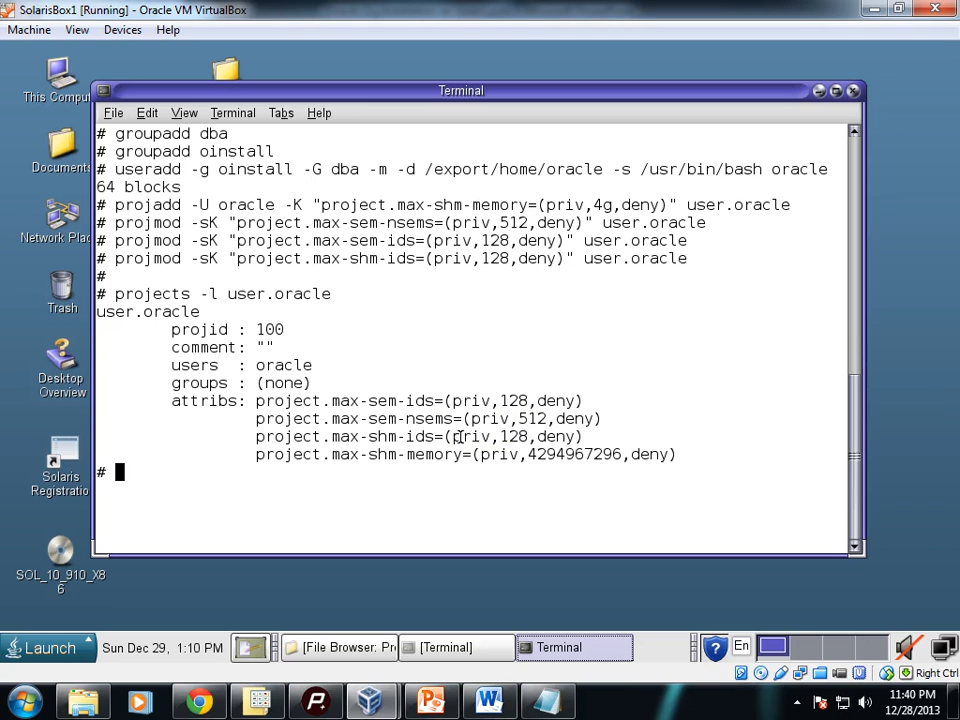 SolarisBox1 [Running] - Oracle VM VirtualBox
Machine View Devices Help
This Compu
Terminal
File Edit View Terminal Tabs Help
# groupadd dba
# groupadd oinstall
# useradd -g oinstall -G dba -m -d /export/home/oracle -s /usr/bin/bash oracle
64 blocks
# projadd -U oracle -K "project.max-shm-memory=(priv,4g,deny)" user.oracle
# projmod -sK "project.max-sem-nsems=(priv,512,deny)" user.oracle
# projmod -sK "project.max-sem-ids=(priv,128,deny)" user.oracle
# projmod -sK "project.max-shm-ids=(priv,128,deny)" user.oracle
#
# projects -l user.oracle
user.oracle
projid : 100
comment: ""
users : oracle
groups : (none)
attribs: project.max-sem-ids=(priv,128,deny)
project.max-sem-nsems=(priv,512,deny)
project.max-shm-ids=(priv,128,deny)
project.max-shm-memory=(priv,4294967296,deny)
#
Document
Network Plac
Trash
Desktop
Overview
Solaris
Registratio
SOL_10_910_X8
6
Launch
Sun Dec 29, 1:10 PM
[File Browser: Pr
[Terminal]
Terminal
En
Right Ctrl
11:40 PM
12/28/2013